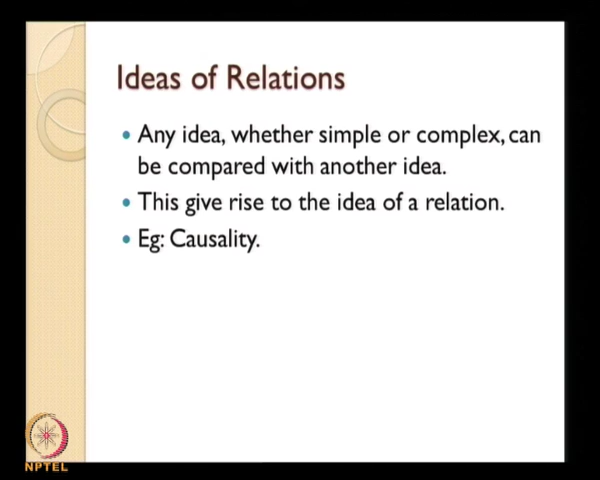 Ideas of Relations
• Any idea, whether simple or complex, can
be compared with another idea.
• This give rise to the idea of a relation.
• Eg: Causality.
NPTEL